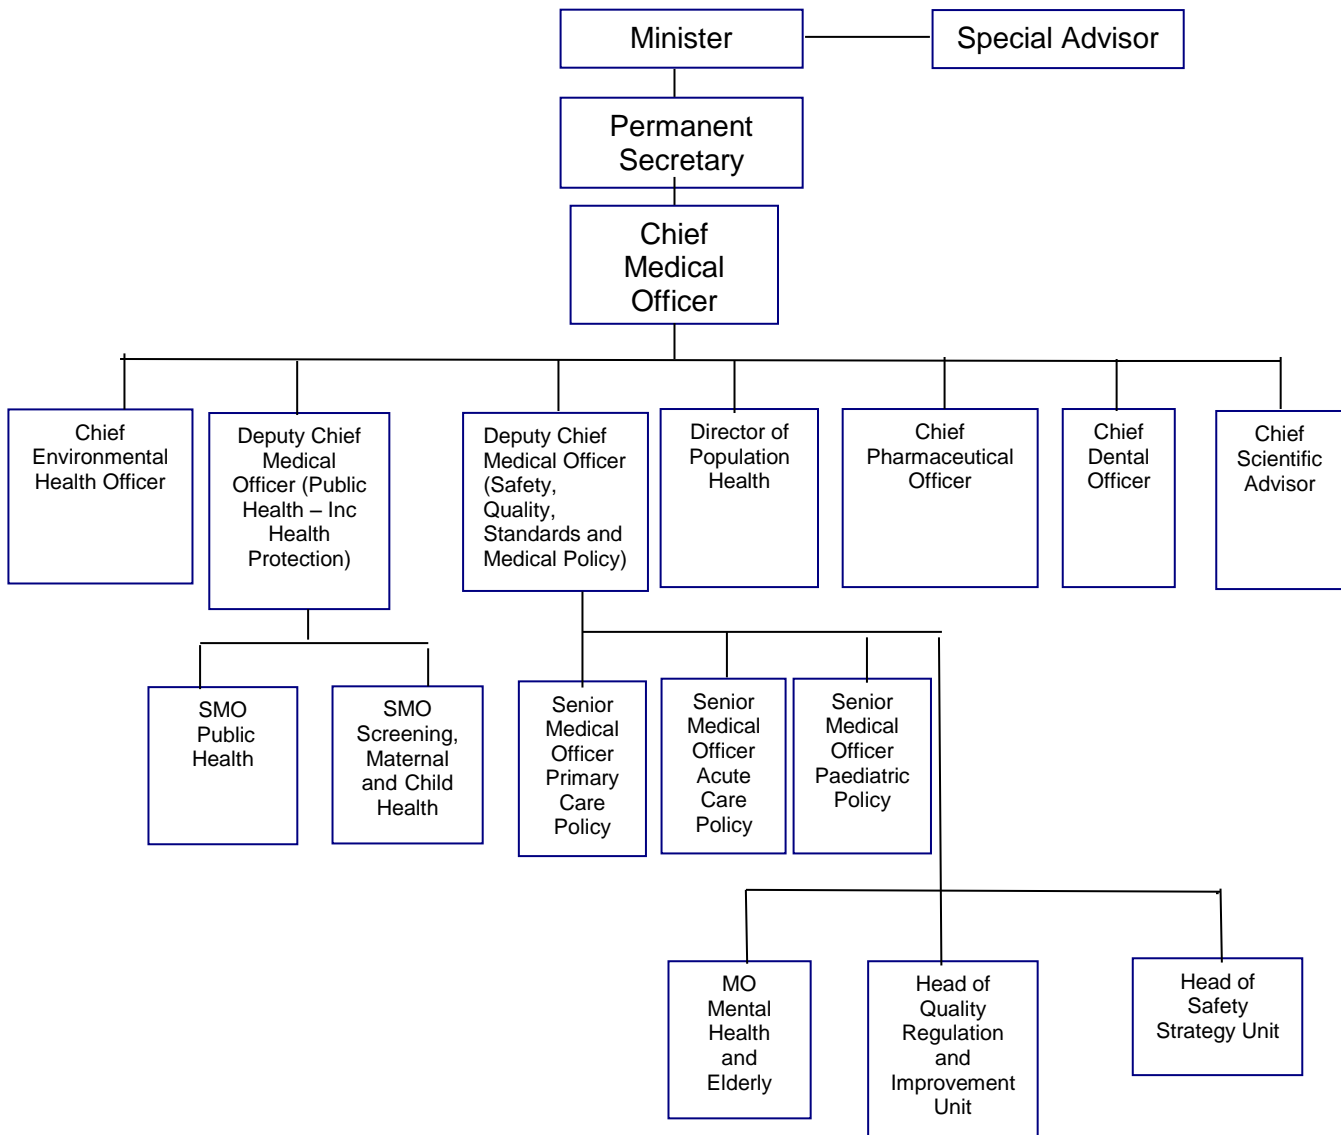 Minister
Special Advisor
Permanent
Secretary
Chief
Medical
Officer
Chief
Environmental
Health Officer
Deputy Chief
Medical
Officer (Public
Health – Inc
Health
Protection)
Deputy Chief
Medical Officer
(Safety,
Quality,
Standards and
Medical Policy)
Director of
Population
Health
Chief
Pharmaceutical
Officer
Chief
Dental
Officer
Chief
Scientific
Advisor
SMO
Public
Health
SMO
Screening,
Maternal
and Child
Health
Senior
Medical
Officer
Primary
Care
Policy
Senior
Medical
Officer
Acute
Care
Policy
Senior
Medical
Officer
Paediatric
Policy
MO
Mental
Health
and
Elderly
Head of
Quality
Regulation
and
Improvement
Unit
Head of
Safety
Strategy Unit